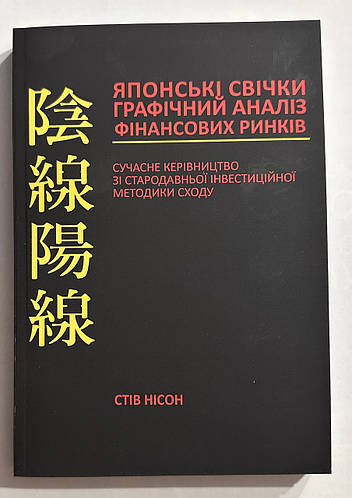 陰線陽線
ЯПОНСЬКІ СВІЧКИ
ГРАФІЧНИЙ АНАЛІЗ
ФІНАНСОВИХ РИНКІВ
СУЧАСНЕ КЕРІВНИЦТВО
ЗІ СТАРОДАВНЬОЇ ІНВЕСТИЦІЙНОЇ
МЕТОДИКИ СХОДУ
СТІВ НІСОН